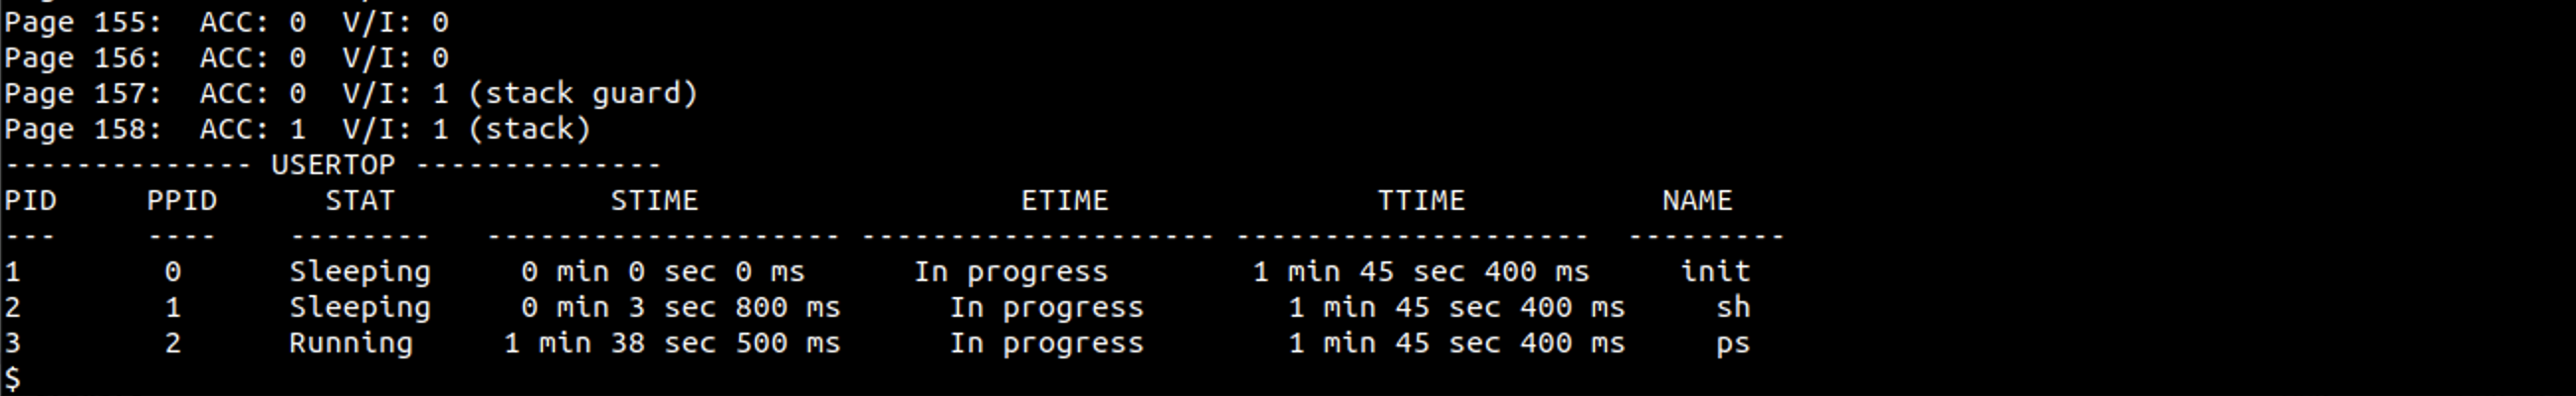 Page 155:  ACC: 0  V/I: 0
Page 156:  ACC: 0  V/I: 0
Page 157:  ACC: 0  V/I: 1 (stack guard)
Page 158:  ACC: 1  V/I: 1 (stack)
-------------- USERTOP --------------
PID     PPID      STAT            STIME                  ETIME               TTIME           NAME
---     ----    --------   -------------------- -------------------- --------------------  ---------
1        0      Sleeping     0 min 0 sec 0 ms      In progress        1 min 45 sec 400 ms     init
2        1      Sleeping     0 min 3 sec 800 ms      In progress        1 min 45 sec 400 ms     sh
3        2      Running     1 min 38 sec 500 ms      In progress        1 min 45 sec 400 ms     ps
$